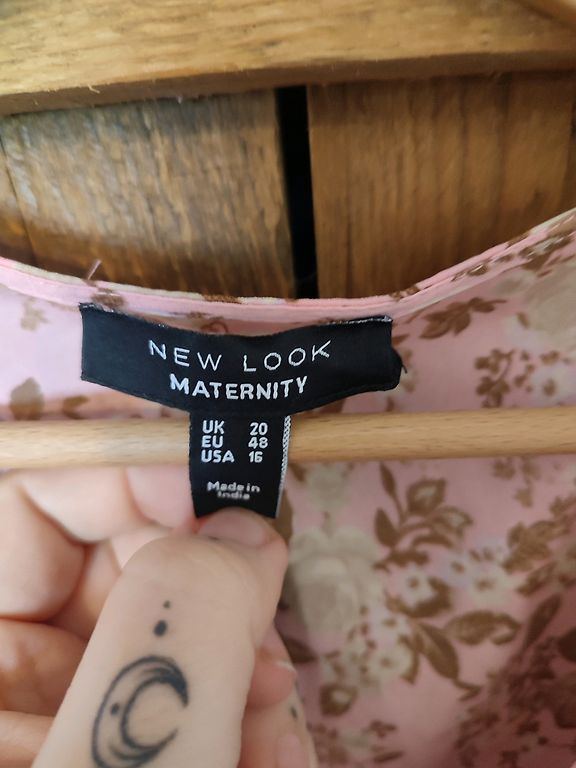 NEW LOOK
MATERNITY
UK 20
EU 48
USA 16
Made in
India